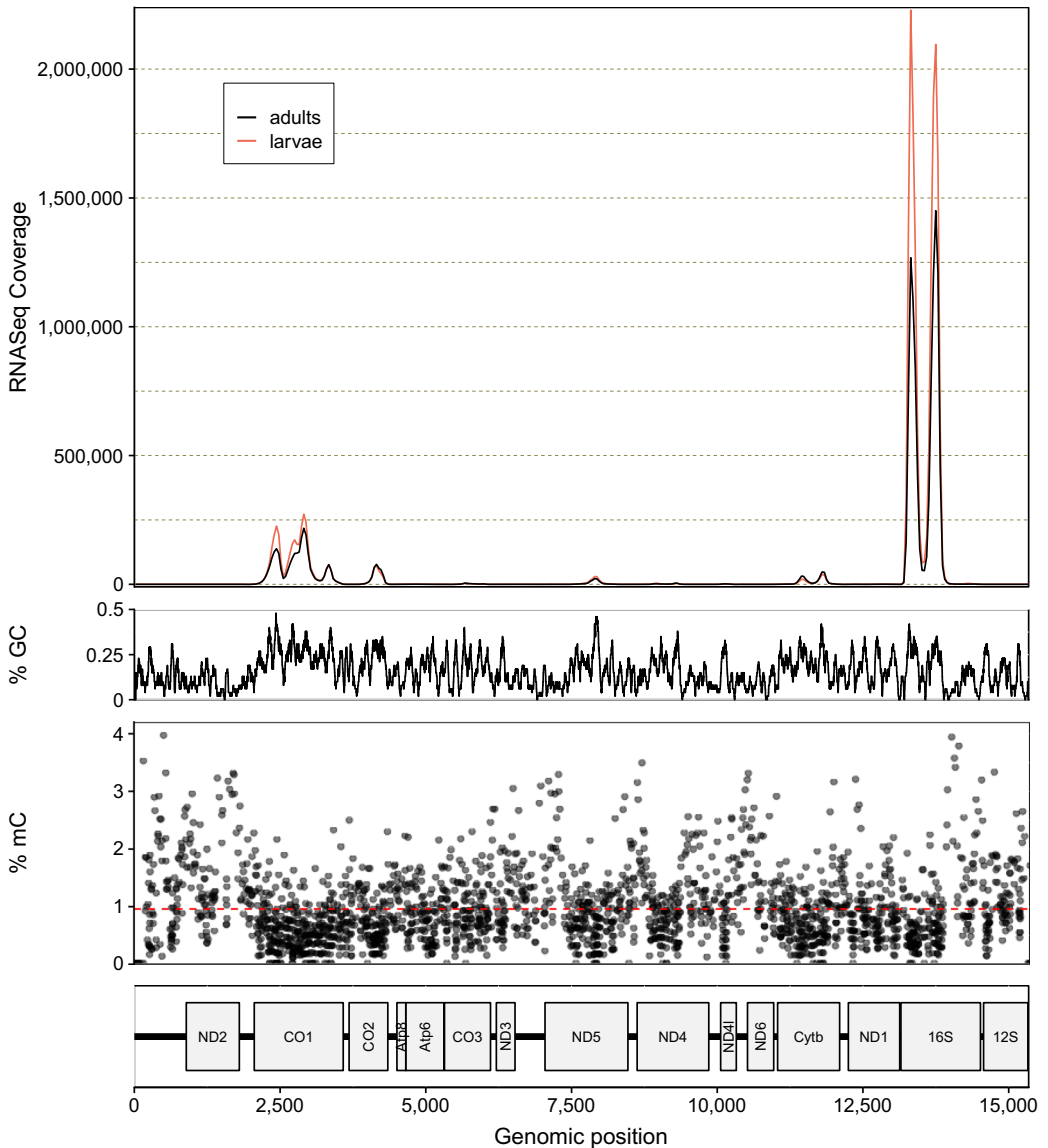 2,000,000
1,500,000
1,000,000
500,000
0
RNASeq Coverage
adults
larvae
0.5
0.25
0
% GC
4
3
2
1
0
% mC
ND2
CO1
CO2
Atp8
Atp6
CO3
ND3
ND5
ND4
ND4l
ND6
Cytb
ND1
16S
12S
0
2,500
5,000
7,500
10,000
12,500
15,000
Genomic position